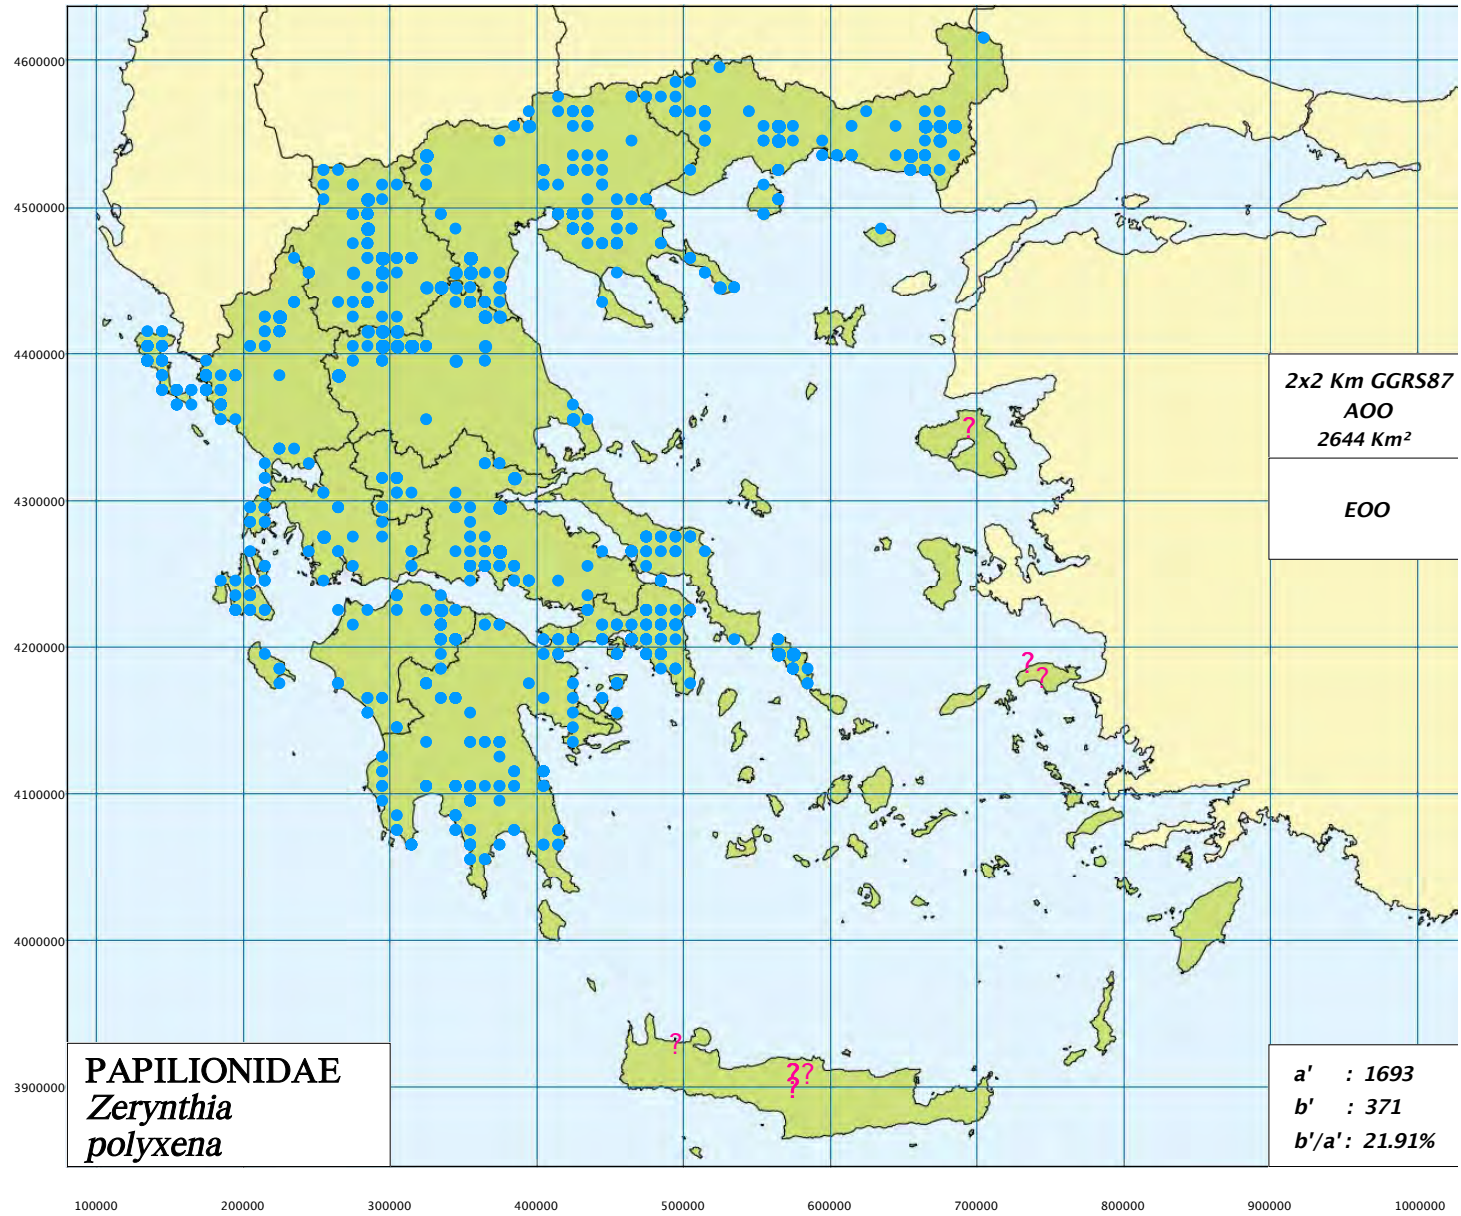 4600000
4500000
4400000
4300000
4200000
4100000
4000000
3900000
2x2 Km GGRS87
AOO
2644 Km²
EOO
?
?
?
?
??
?
PAPILIONIDAE
Zerynthia
polyxena
a' : 1693
b' : 371
b'/a' : 21.91%
100000 200000 300000 400000 500000 600000 700000 800000 900000 1000000